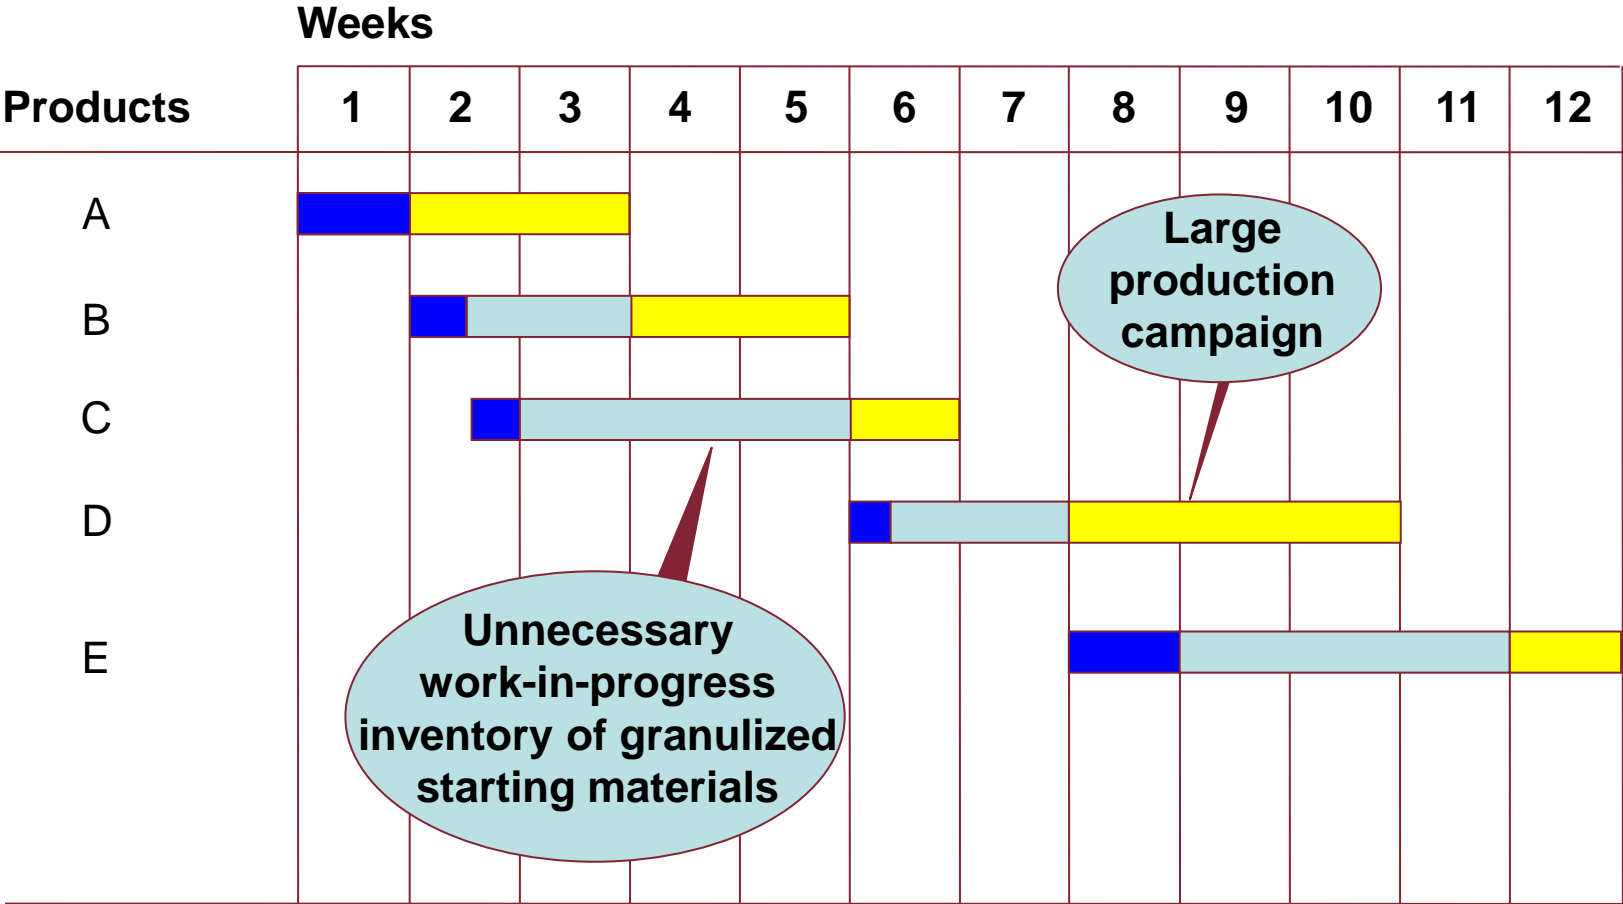 Weeks
Products 1 2 3 4 5 6 7 8 9 10 11 12
A
Large
production
campaign
B
C
D
Unnecessary
work-in-progress
inventory of granulized
starting materials
E